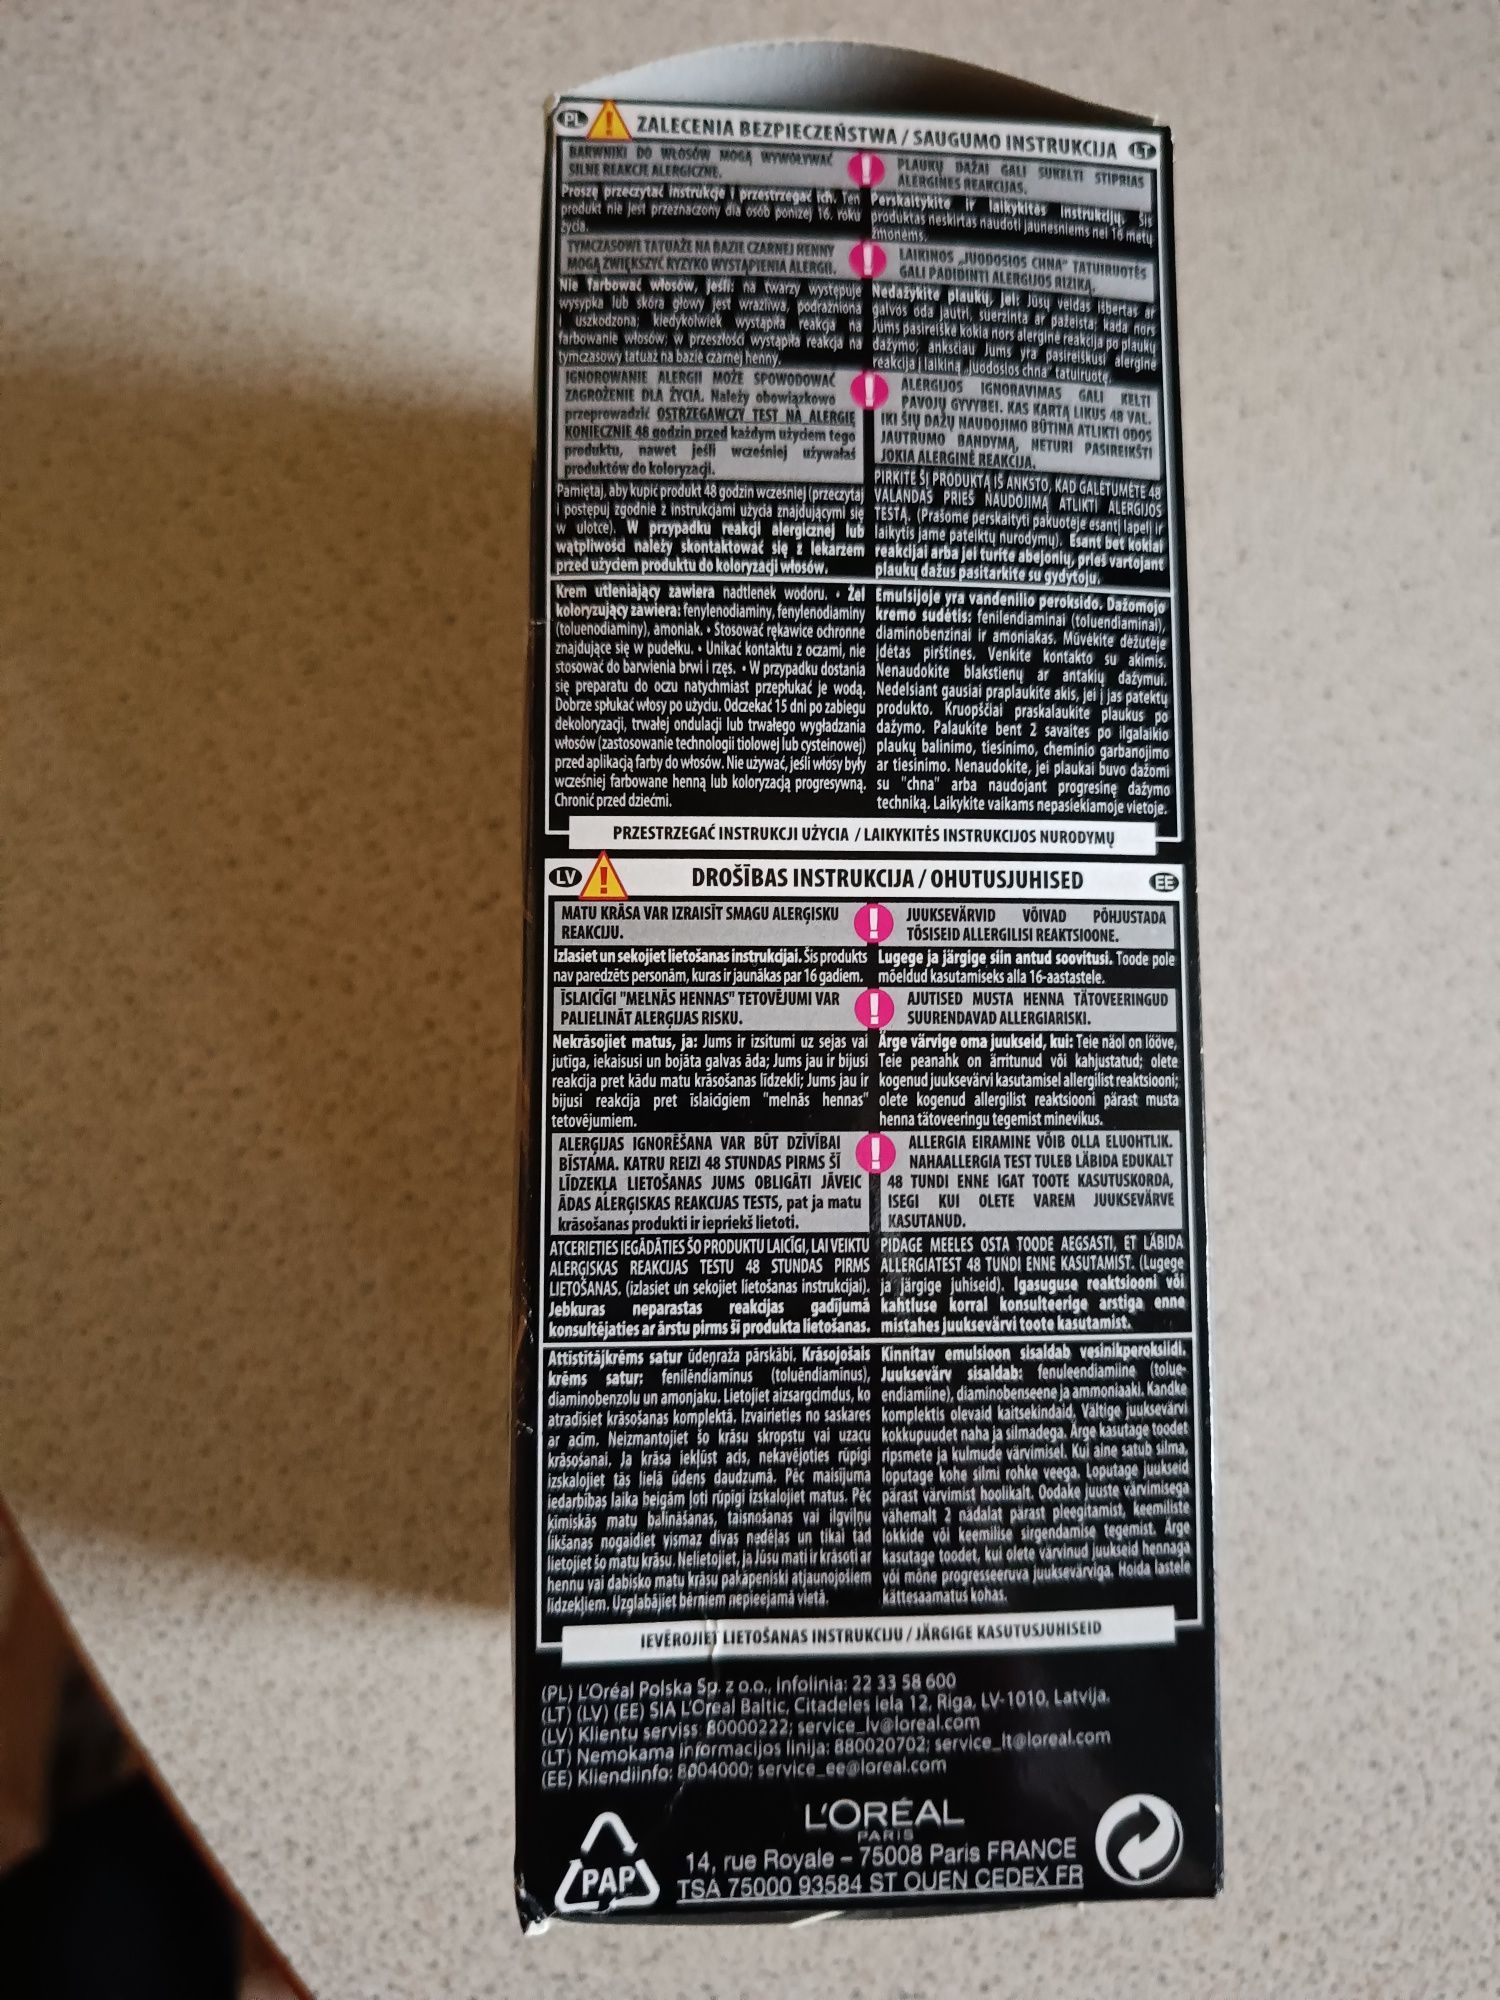 PL ZALECENIA BEZPIECZEŃSTWA / SAUGUMO INSTRUKCIJA LT
BARWNIKI DO WŁOSÓW MOGĄ WYWOŁYWAĆ
SILNE REAKCJE ALERGICZNE.
Proszę przeczytać instrukcje i przestrzegać ich. Ten
produkt nie jest przeznaczony dla osób poniżej 16. roku
życia.
TYMCZASOWE TATUAŻE NA BAZIE CZARNEJ HENNY
MOGĄ ZWIĘKSZYĆ RYZYKO WYSTĄPIENIA ALERGII.
Nie farbować włosów, jeśli: na twarzy występuje
wysypka lub skóra głowy jest wrażliwa, podrażniona
i uszkodzona; kiedykolwiek wystąpiła reakcja na
farbowanie włosów; w przeszłości wystąpiła reakcja na
tymczasowy tatuaż na bazie czarnej henny.
IGNOROWANIE ALERGII MOŻE SPOWODOWAĆ
ZAGROŻENIE DLA ŻYCIA. Należy obowiązkowo
przeprowadzić OSTRZEGAWCZY TEST NA ALERGIĘ
KONIECZNIE 48 godzin przed każdym użyciem tego
produktu, nawet jeśli wcześniej używałaś
produktów do koloryzacji.
Pamiętaj, aby kupić produkt 48 godzin wcześniej (przeczytaj
i postępuj zgodnie z instrukcjami użycia znajdującymi się
w ulotce). W przypadku reakcji alergicznej lub
wątpliwości należy skontaktować się z lekarzem
przed użyciem produktu do koloryzacji włosów.
Krem utleniający zawiera nadtlenek wodoru. • Żel
koloryzujący zawiera: fenylenodiaminy, fenylenodiaminy
(toluenodiaminy), amoniak. • Stosować rękawice ochronne
znajdujące się w pudełku. • Unikać kontaktu z oczami, nie
stosować do barwienia brwi i rzęs. • W przypadku dostania
się preparatu do oczu natychmiast przepłukać je wodą.
Dobrze spłukać włosy po użyciu. Odczekać 15 dni po zabiegu
dekoloryzacji, trwałej ondulacji lub trwałego wygładzania
włosów (zastosowanie technologii tiolowej lub cysteinowej)
przed aplikacją farby do włosów. Nie używać, jeśli włosy były
wcześniej farbowane henną lub koloryzacją progresywną.
Chronić przed dziećmi.
PLAUKŲ DAŽAI GALI SUKELTI STIPRIAS
ALERGINES REAKCIJAS.
Perskaitykite ir laikykitės instrukcijų. Šis
produktas neskirtas naudoti jaunesniems nei 16 metų
žmonėms.
LAIKINOS „JUODOSIOS CHNA" TATUIRUOTĖS
GALI PADIDINTI ALERGIJOS RIZIKĄ.
Nedažykite plaukų, jei: Jūsų veidas išbertas ar
galvos oda jautri, sudirginta ar pažeista; kada nors
Jums pasireiškė kokia nors alerginė reakcija po plaukų
dažymo; anksčiau Jums yra pasireiškusi alerginė
reakcija į laikiną „juodosios chna" tatuiruotę.
ALERGIJOS IGNORAVIMAS GALI KELTI
PAVOJŲ GYVYBEI. KAS KARTĄ LIKUS 48 VAL.
IKI ŠIŲ DAŽŲ NAUDOJIMO BŪTINA ATLIKTI ODOS
JAUTRUMO BANDYMĄ, NETURI PASIREIKŠTI
JOKIA ALERGINĖ REAKCIJA.
PIRKITE ŠĮ PRODUKTĄ IŠ ANKSTO, KAD GALĖTUMĖTE 48
VALANDAS PRIEŠ NAUDOJIMĄ ATLIKTI ALERGIJOS
TESTĄ. (Prašome perskaityti pakuotėje esantį lapelį ir
laikytis jame pateiktų nurodymų). Esant bet kokiai
reakcijai arba jei turite abejonių, prieš vartojant
plaukų dažus pasitarkite su gydytoju.
Emulsijoje yra vandenilio peroksido. Dažomojo
kremo sudėtis: fenilendiaminai (toluendiaminai),
diaminobenzinai ir amoniakas. Mūvėkite dėžutėje
įdėtas pirštines. Venkite kontakto su akimis.
Nenaudokite blakstienų ar antakių dažymui.
Nedelsiant gausiai praplaukite akis, jei į jas patektų
produkto. Kruopščiai praskalaukite plaukus po
dažymo. Palaukite bent 2 savaites po ilgalaikio
plaukų balinimo, tiesinimo, cheminio garbanojimo
ar tiesinimo. Nenaudokite, jei plaukai buvo dažomi
su "chna" arba naudojant progresinę dažymo
techniką. Laikykite vaikams nepasiekiamoje vietoje.
PRZESTRZEGAĆ INSTRUKCJI UŻYCIA / LAIKYKITĖS INSTRUKCIJOS NURODYMŲ
LV DROŠĪBAS INSTRUKCIJA / OHUTUSJUHISED EE
MATU KRĀSA VAR IZRAISĪT SMAGU ALERĢISKU
REAKCIJU.
Izlasiet un sekojiet lietošanas instrukcijai. Šis produkts
nav paredzēts personām, kuras ir jaunākas par 16 gadiem.
ĪSLAICĪGI "MELNĀS HENNAS" TETOVĒJUMI VAR
PALIELINĀT ALERĢIJAS RISKU.
Nekrāsojiet matus, ja: Jums ir izsitumi uz sejas vai
jutīga, iekaisusi un bojāta galvas āda; Jums jau ir bijusi
reakcija pret kādu matu krāsošanas līdzekli; Jums jau ir
bijusi reakcija pret īslaicīgiem "melnās hennas"
tetovējumiem.
ALERĢIJAS IGNORĒŠANA VAR BŪT DZĪVĪBAI
BĪSTAMA. KATRU REIZI 48 STUNDAS PIRMS ŠĪ
LĪDZEKĻA LIETOŠANAS JUMS OBLIGĀTI JĀVEIC
ĀDAS ALERĢISKAS REAKCIJAS TESTS, pat ja matu
krāsošanas produkti ir iepriekš lietoti.
ATCERIETIES IEGĀDĀTIES ŠO PRODUKTU LAICĪGI, LAI VEIKTU
ALERĢISKAS REAKCIJAS TESTU 48 STUNDAS PIRMS
LIETOŠANAS. (izlasiet un sekojiet lietošanas instrukcijai).
Jebkuras neparastas reakcijas gadījumā
konsultējaties ar ārstu pirms šī produkta lietošanas.
Attīstītājkrēms satur ūdeņraža pārskābi. Krāsojošais
krēms satur: fenilēndiamīnus (toluēndiamīnus),
diaminobenzolu un amonjaku. Lietojiet aizsargcimdus, ko
atradīsiet krāsošanas komplektā. Izvairieties no saskares
ar acīm. Neizmantojiet šo krāsu skropstu vai uzacu
krāsošanai. Ja krāsa iekļūst acīs, nekavējoties rūpīgi
izskalojiet tās lielā ūdens daudzumā. Pēc maisījuma
iedarbības laika beigām ļoti rūpīgi izskalojiet matus. Pēc
ķīmiskās matu balināšanas, taisnošanas vai ilgviļņu
likšanas nogaidiet vismaz divas nedēļas un tikai tad
lietojiet šo matu krāsu. Nelietojiet, ja Jūsu mati ir krāsoti ar
hennu vai dabisko matu krāsu pakāpeniski atjaunojošiem
līdzekļiem. Uzglabājiet bērniem nepieejamā vietā.
JUUKSEVÄRVID VÕIVAD PÕHJUSTADA
TÕSISEID ALLERGILISI REAKTSIOONE.
Lugege ja järgige siin antud soovitusi. Toode pole
mõeldud kasutamiseks alla 16-aastastele.
AJUTISED MUSTA HENNA TÄTOVEERINGUD
SUURENDAVAD ALLERGIARISKI.
Ärge värvige oma juukseid, kui: Teie näol on lööve,
Teie peanahk on ärritunud või kahjustatud; olete
kogenud juuksevärvi kasutamisel allergilist reaktsiooni;
olete kogenud allergilist reaktsiooni pärast musta
henna tätoveeringu tegemist minevikus.
ALLERGIA EIRAMINE VÕIB OLLA ELUOHTLIK.
NAHAALLERGIA TEST TULEB LÄBIDA EDUKALT
48 TUNDI ENNE IGAT TOOTE KASUTUSKORDA,
ISEGI KUI OLETE VAREM JUUKSEVÄRVE
KASUTANUD.
PIDAGE MEELES OSTA TOODE AEGSASTI, ET LÄBIDA
ALLERGIATEST 48 TUNDI ENNE KASUTAMIST. (Lugege
ja järgige juhiseid). Igasuguse reaktsiooni või
kahtluse korral konsulteerige arstiga enne
mistahes juuksevärvi toote kasutamist.
Kinnitav emulsioon sisaldab vesinikperoksiidi.
Juuksevärv sisaldab: fenuleendiamiine (tolue-
endiamiine), diaminobenseene ja ammoniaaki. Kandke
komplektis olevaid kaitsekindaid. Vältige juuksevärvi
kokkupuudet naha ja silmadega. Ärge kasutage toodet
ripsmete ja kulmude värvimisel. Kui aine satub silma,
loputage kohe silmi rohke veega. Loputage juukseid
pärast värvimist hoolikalt. Oodake juuste värvimisega
vähemalt 2 nädalat pärast pleegitamist, keemiliste
lokkide või keemilise sirgendamise tegemist. Ärge
kasutage toodet, kui olete värvinud juukseid hennaga
või mõne progresseeruva juuksevärviga. Hoida lastele
kättesaamatus kohas.
IEVĒROJIET LIETOŠANAS INSTRUKCIJU / JÄRGIGE KASUTUSJUHISEID
(PL) L'Oréal Polska Sp. z o.o., Infolinia: 22 33 58 600
(LT) (LV) (EE) SIA L'Oreal Baltic, Citadeles iela 12, Riga, LV-1010, Latvija.
(LV) Klientu serviss 80000222; service_lv@loreal.com
(LT) Nemokama informacijos linija: 880020702; service_lt@loreal.com
(EE) Kliendiinfo: 8004000; service_ee@loreal.com
L'ORÉAL
PARIS
14, rue Royale – 75008 Paris FRANCE
TSA 75000 93584 ST OUEN CEDEX FR
PAP